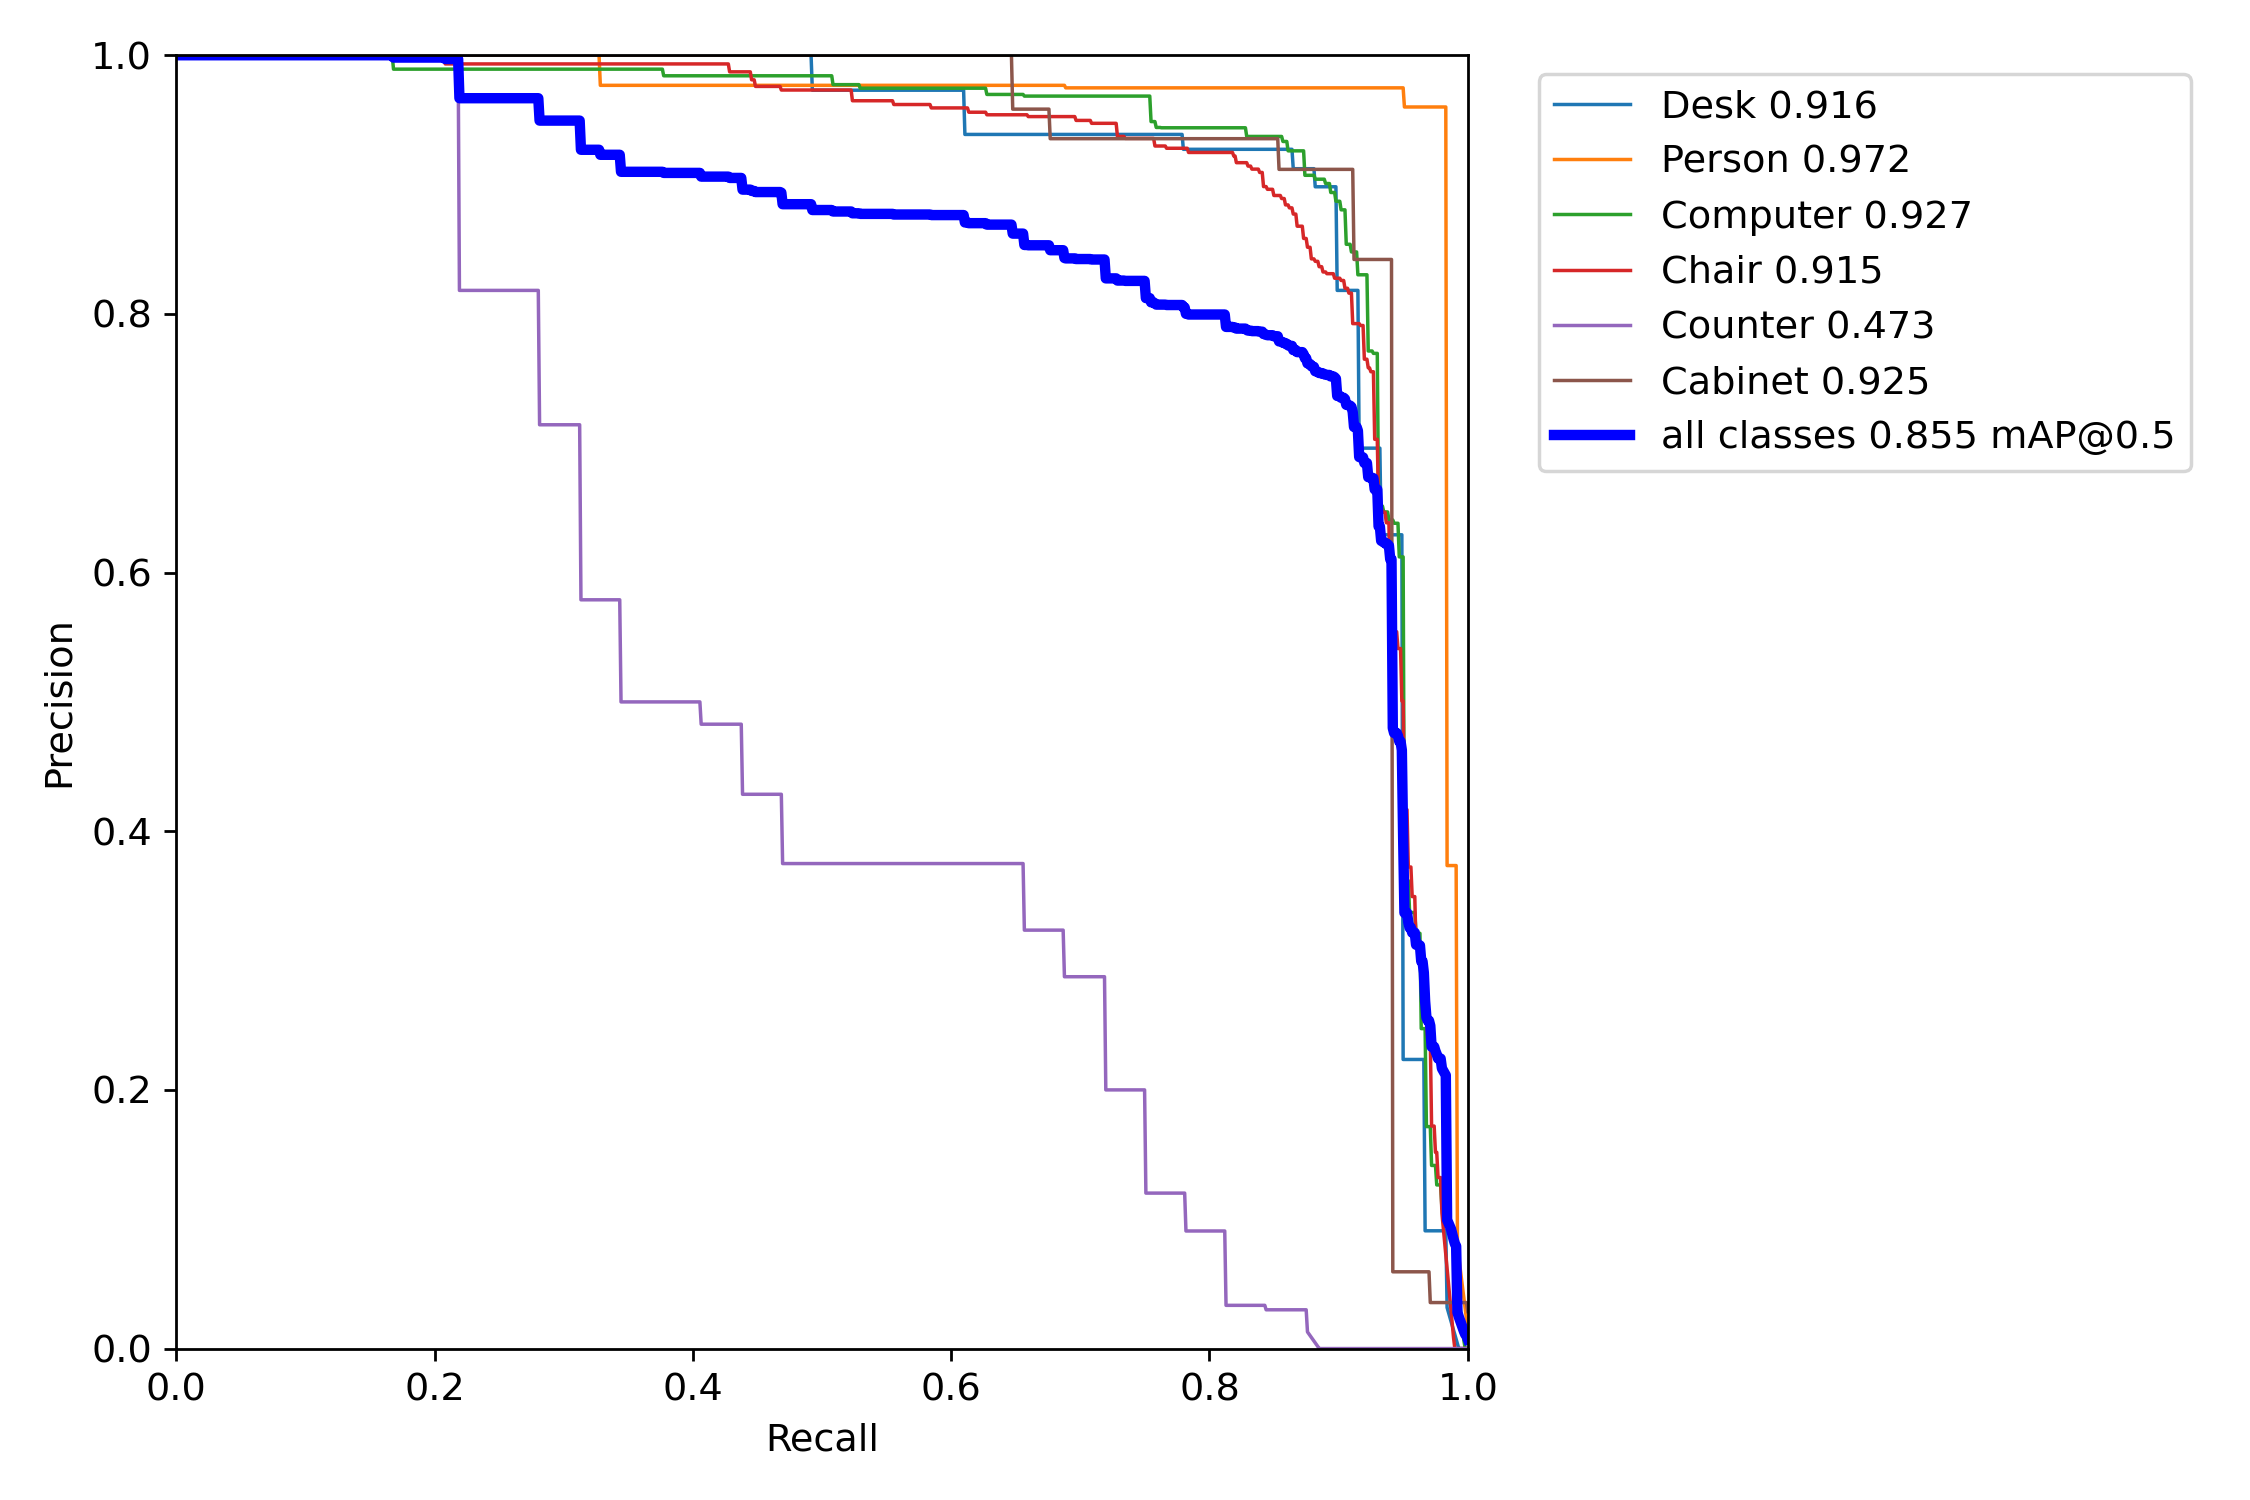 1.0
0.8
0.6
0.4
0.2
0.0
Precision
0.0 0.2 0.4 0.6 0.8 1.0
Recall
Desk 0.916
Person 0.972
Computer 0.927
Chair 0.915
Counter 0.473
Cabinet 0.925
all classes 0.855 mAP@0.5